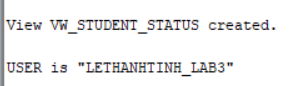 View VW_STUDENT_STATUS created.
USER is "LETHANHTINH_LAB3"